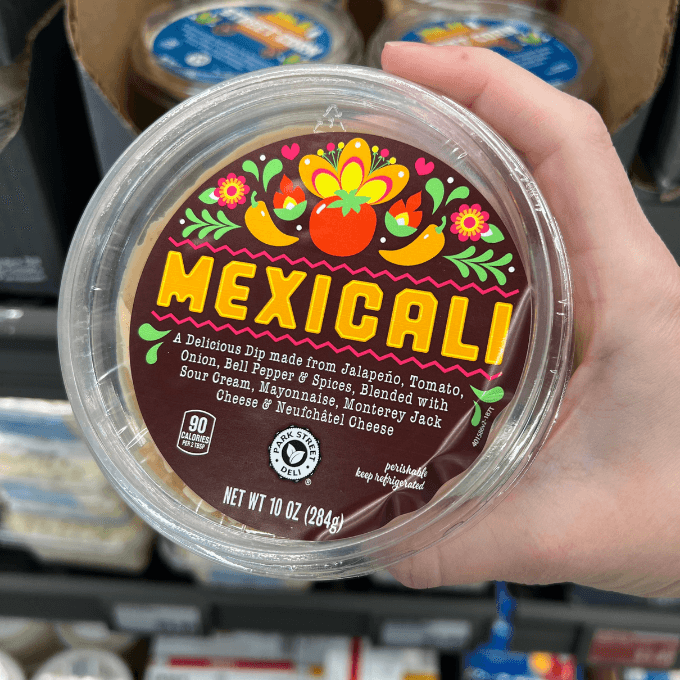 MEXICALI
A Delicious Dip made from Jalapeño, Tomato,
Onion, Bell Pepper & Spices, Blended with
Sour Cream, Mayonnaise, Monterey Jack
Cheese & Neufchâtel Cheese
90
CALORIES
PER 2 TBSP
PARK STREET
DELI
®
perishable
keep refrigerated
NET WT 10 OZ (284g)